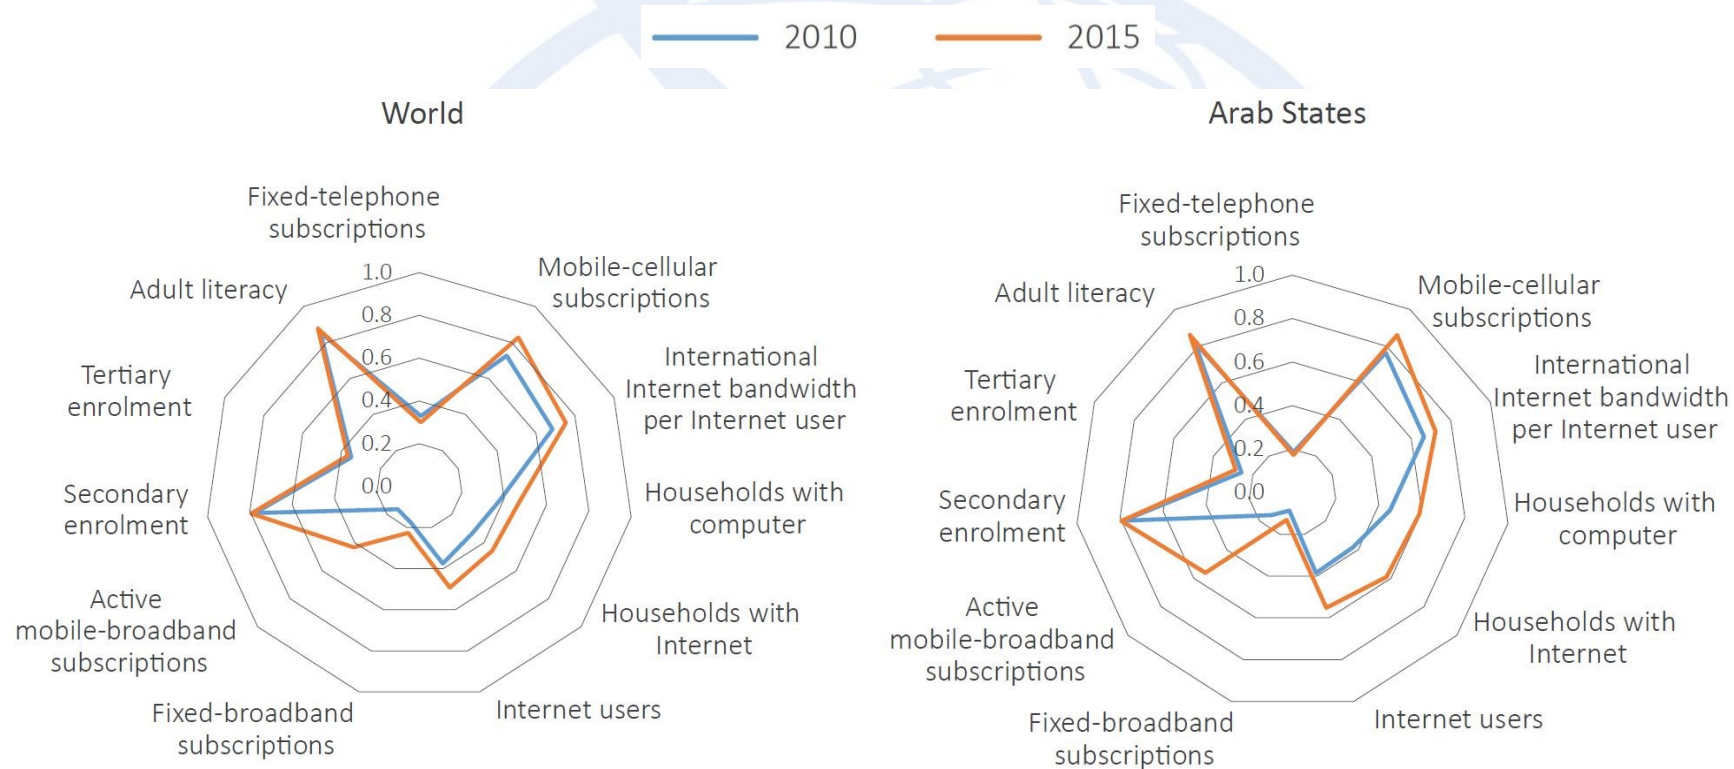 2010
2015
World
Fixed-telephone
subscriptions
Mobile-cellular
subscriptions
International
Internet bandwidth
per Internet user
Households with
computer
Households with
Internet
Internet users
Fixed-broadband
subscriptions
Active
mobile-broadband
subscriptions
Secondary
enrolment
Tertiary
enrolment
Adult literacy
1.0
0.8
0.6
0.4
0.2
0.0
Arab States
Fixed-telephone
subscriptions
Mobile-cellular
subscriptions
International
Internet bandwidth
per Internet user
Households with
computer
Households with
Internet
Internet users
Fixed-broadband
subscriptions
Active
mobile-broadband
subscriptions
Secondary
enrolment
Tertiary
enrolment
Adult literacy
1.0
0.8
0.6
0.4
0.2
0.0